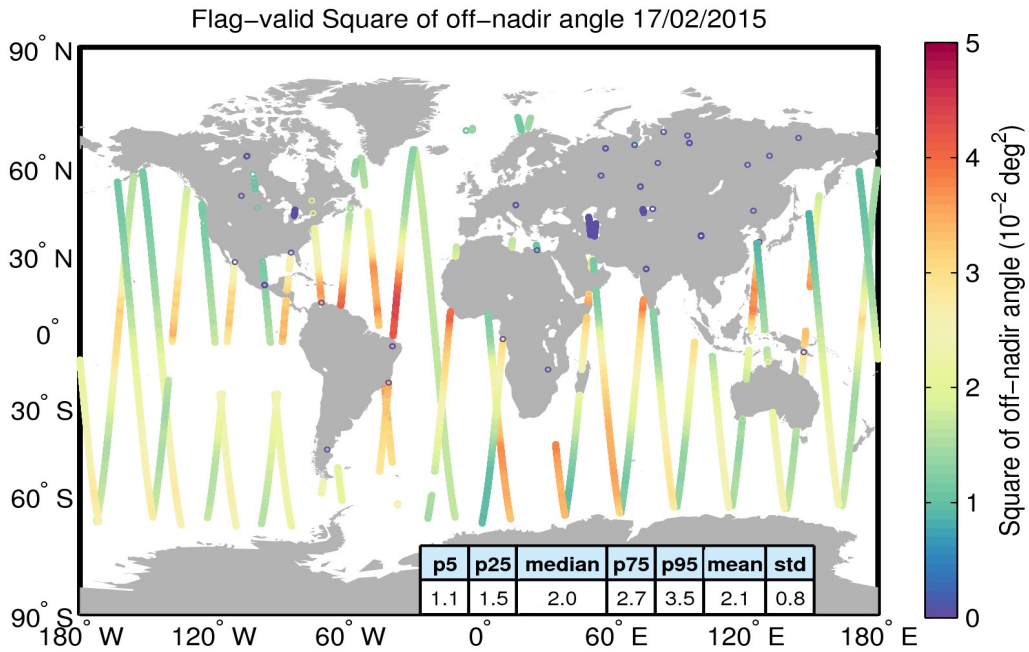 Flag−valid Square of off−nadir angle 17/02/2015
90° N
60° N
30° N
0°
30° S
60° S
90° S
180° W
120° W
60° W
0°
60° E
120° E
180° E
p5 p25 median p75 p95 mean std
1.1 1.5 2.0 2.7 3.5 2.1 0.8
5
4
3
2
1
0
Square of off−nadir angle (10⁻² deg²)